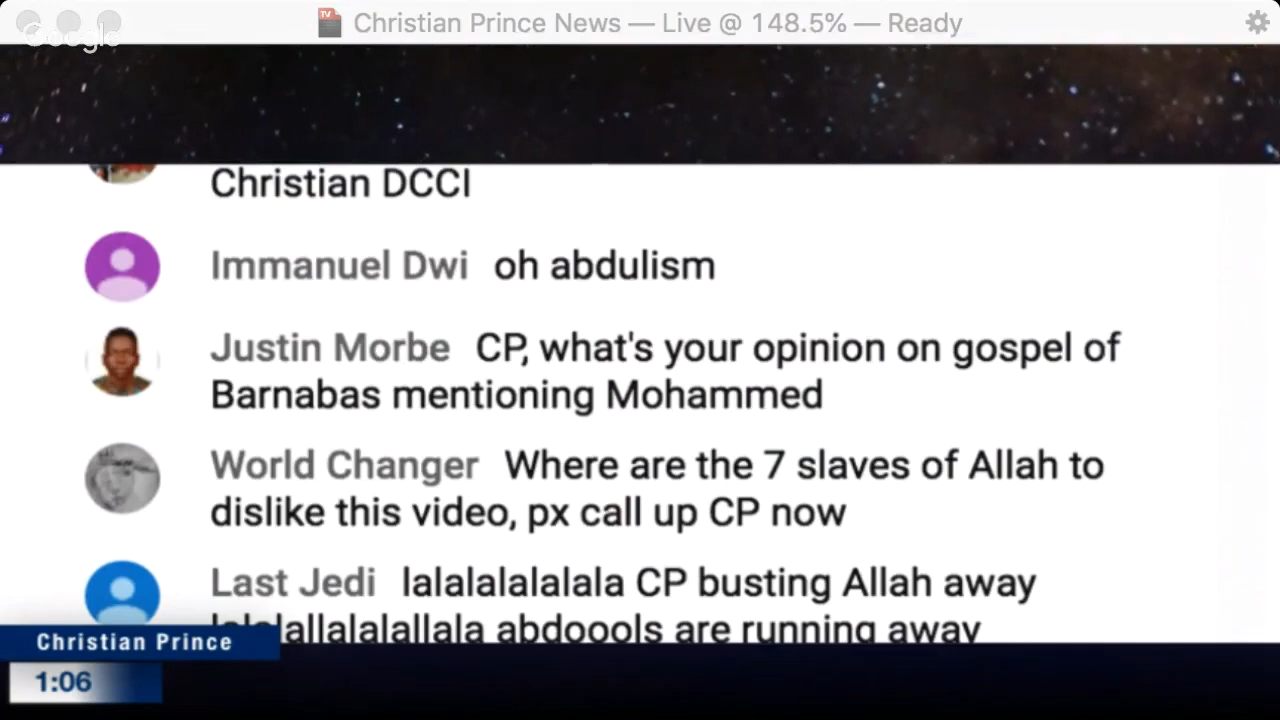 Christian Prince News — Live @ 148.5% — Ready
Google
Christian DCCI
Immanuel Dwi oh abdulism
Justin Morbe CP, what's your opinion on gospel of
Barnabas mentioning Mohammed
World Changer Where are the 7 slaves of Allah to
dislike this video, px call up CP now
Last Jedi lalalalalalala CP busting Allah away
abdoools are running away
Christian Prince
1:06